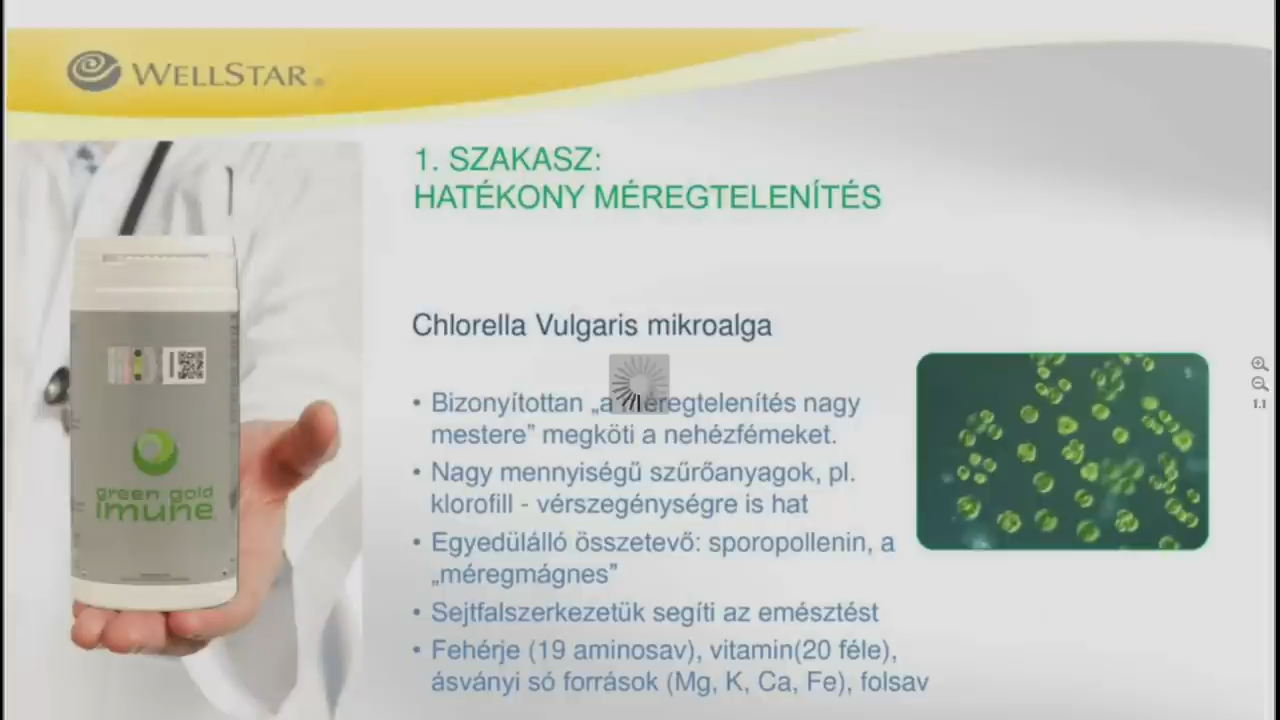 WELLSTAR
1. SZAKASZ:
HATÉKONY MÉREGTELENÍTÉS
Chlorella Vulgaris mikroalga
• Bizonyítottan „a méregtelenítés nagy
mestere” megköti a nehézfémeket.
• Nagy mennyiségű szűrőanyagok, pl.
klorofill - vérszegénységre is hat
• Egyedülálló összetevő: sporopollenin, a
„méregmágnes”
• Sejtfalszerkezetük segíti az emésztést
• Fehérje (19 aminosav), vitamin(20 féle),
ásványi só források (Mg, K, Ca, Fe), folsav
green gold
imune
1.1